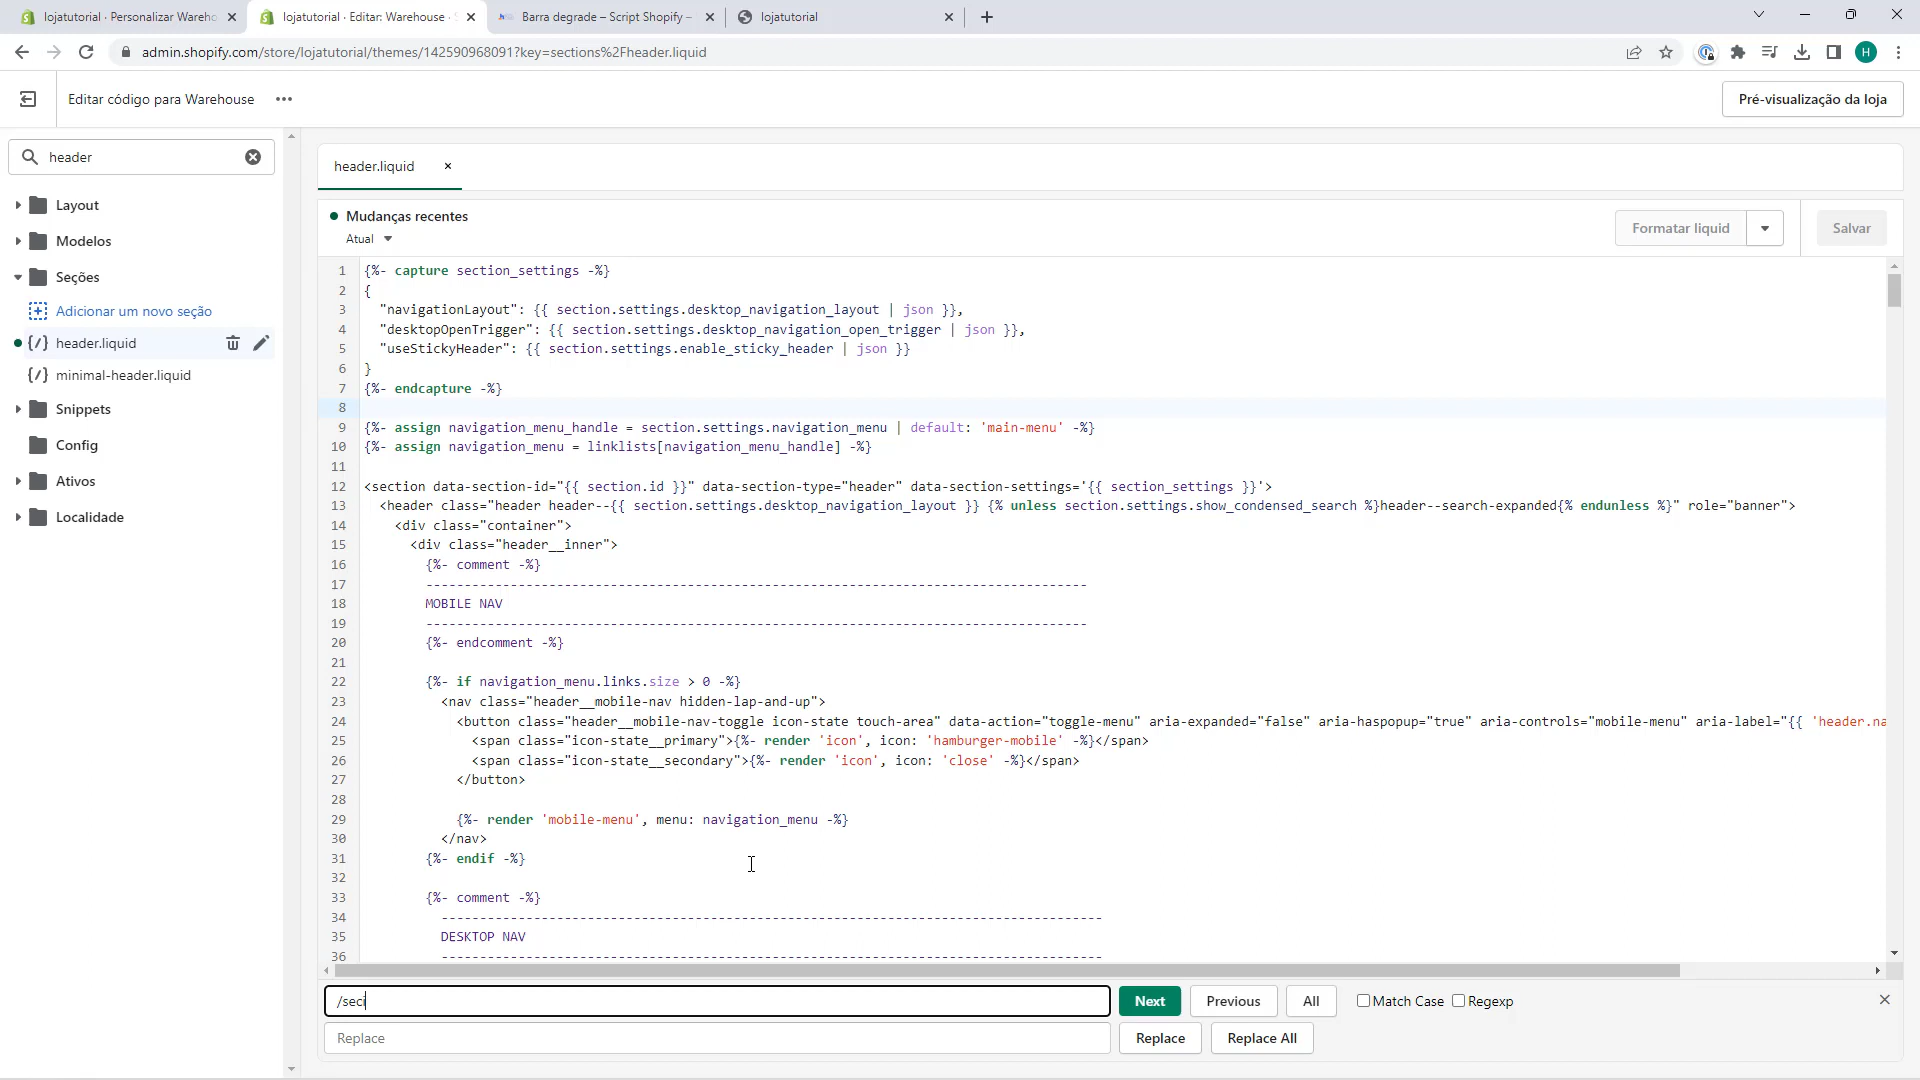 lojatutorial · Personalizar Wareho
lojatutorial · Editar: Warehouse · S
Barra degrade – Script Shopify –
lojatutorial
admin.shopify.com/store/lojatutorial/themes/142590968091?key=sections%2Fheader.liquid
H
Editar código para Warehouse
Pré-visualização da loja
header
Layout
Modelos
Seções
Adicionar um novo seção
{/} header.liquid
{/} minimal-header.liquid
Snippets
Config
Ativos
Localidade
header.liquid
Mudanças recentes
Atual
Formatar liquid
Salvar
1 {%- capture section_settings -%}
2 {
3 "navigationLayout": {{ section.settings.desktop_navigation_layout | json }},
4 "desktopOpenTrigger": {{ section.settings.desktop_navigation_open_trigger | json }},
5 "useStickyHeader": {{ section.settings.enable_sticky_header | json }}
6 }
7 {%- endcapture -%}
8
9 {%- assign navigation_menu_handle = section.settings.navigation_menu | default: 'main-menu' -%}
10 {%- assign navigation_menu = linklists[navigation_menu_handle] -%}
11
12 <section data-section-id="{{ section.id }}" data-section-type="header" data-section-settings='{{ section_settings }}'>
13 <header class="header header--{{ section.settings.desktop_navigation_layout }} {% unless section.settings.show_condensed_search %}header--search-expanded{% endunless %}" role="banner">
14 <div class="container">
15 <div class="header__inner">
16 {%- comment -%}
17 --------------------------------------------------------------------------------------
18 MOBILE NAV
19 --------------------------------------------------------------------------------------
20 {%- endcomment -%}
21
22 {%- if navigation_menu.links.size > 0 -%}
23 <nav class="header__mobile-nav hidden-lap-and-up">
24 <button class="header__mobile-nav-toggle icon-state touch-area" data-action="toggle-menu" aria-expanded="false" aria-haspopup="true" aria-controls="mobile-menu" aria-label="{{ 'header.na
25 <span class="icon-state__primary">{%- render 'icon', icon: 'hamburger-mobile' -%}</span>
26 <span class="icon-state__secondary">{%- render 'icon', icon: 'close' -%}</span>
27 </button>
28
29 {%- render 'mobile-menu', menu: navigation_menu -%}
30 </nav>
31 {%- endif -%}
32
33 {%- comment -%}
34 --------------------------------------------------------------------------------------
35 DESKTOP NAV
36 --------------------------------------------------------------------------------------
/seci
Next
Previous
All
Match Case
Regexp
Replace
Replace
Replace All